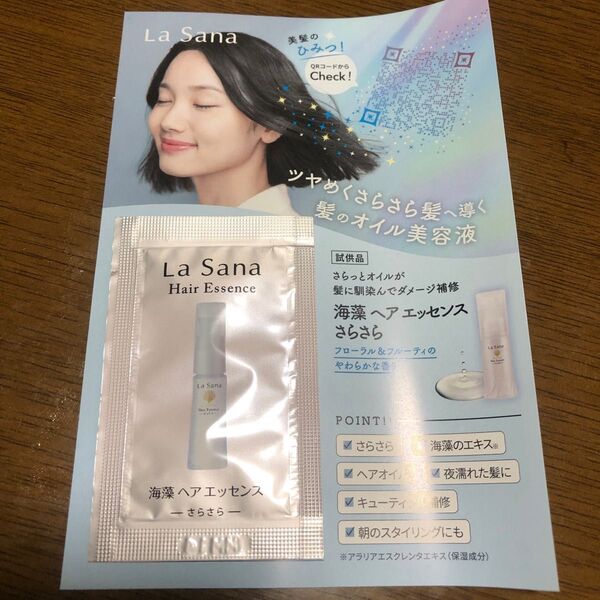 La Sana
美髪の
ひみつ！
QRコードから
Check！
ツヤめくさらさら髪へ導く
髪のオイル美容液
La Sana
Hair Essence
La Sana
Hair Essence
海藻 ヘア エッセンス
—さらさら—
試供品
さらっとオイルが
髪に馴染んでダメージ補修
海藻 ヘア エッセンス
さらさら
フローラル＆フルーティの
やわらかな香り
La Sana
POINT!
さらさら
海藻のエキス※
ヘアオイル
夜濡れた髪に
キューティ 補修
朝のスタイリングにも
※アラリアエスクレンタエキス（保湿成分）